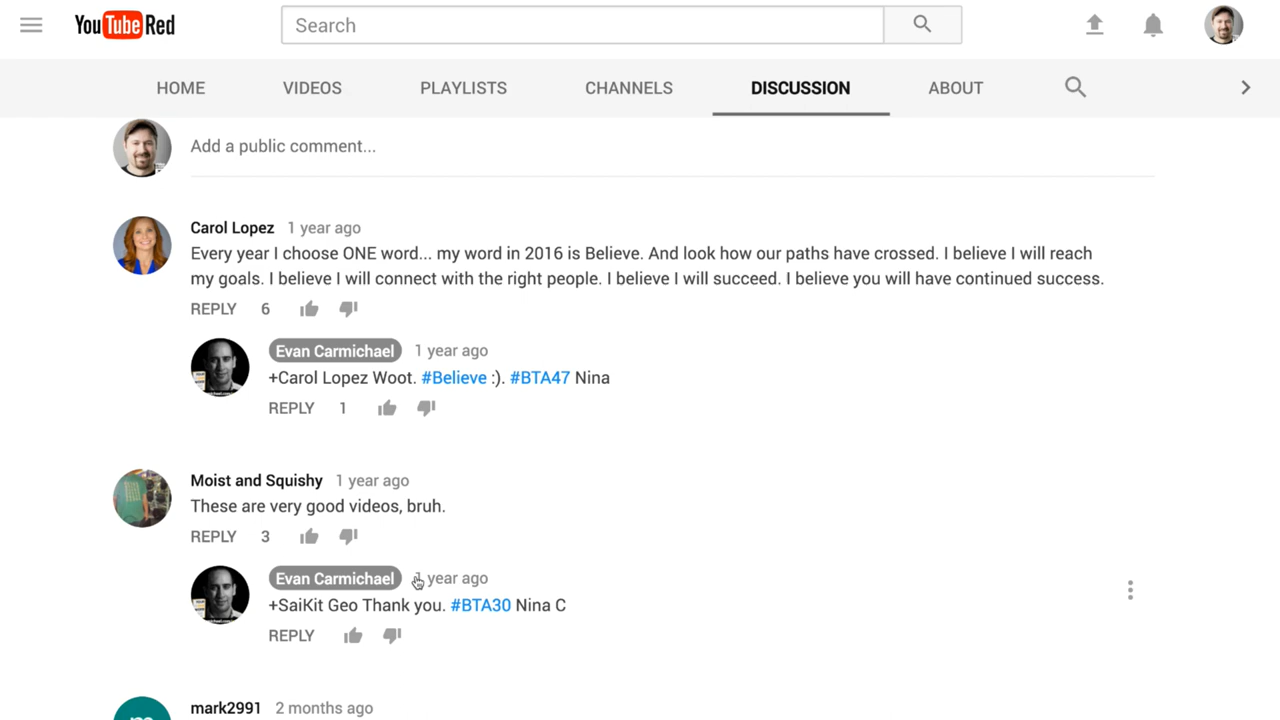 YouTube Red
Search
HOME VIDEOS PLAYLISTS CHANNELS DISCUSSION ABOUT
Add a public comment...
Carol Lopez 1 year ago
Every year I choose ONE word... my word in 2016 is Believe. And look how our paths have crossed. I believe I will reach
my goals. I believe I will connect with the right people. I believe I will succeed. I believe you will have continued success.
REPLY 6
Evan Carmichael 1 year ago
+Carol Lopez Woot. #Believe :). #BTA47 Nina
REPLY 1
Moist and Squishy 1 year ago
These are very good videos, bruh.
REPLY 3
Evan Carmichael 1 year ago
+SaiKit Geo Thank you. #BTA30 Nina C
REPLY
mark2991 2 months ago